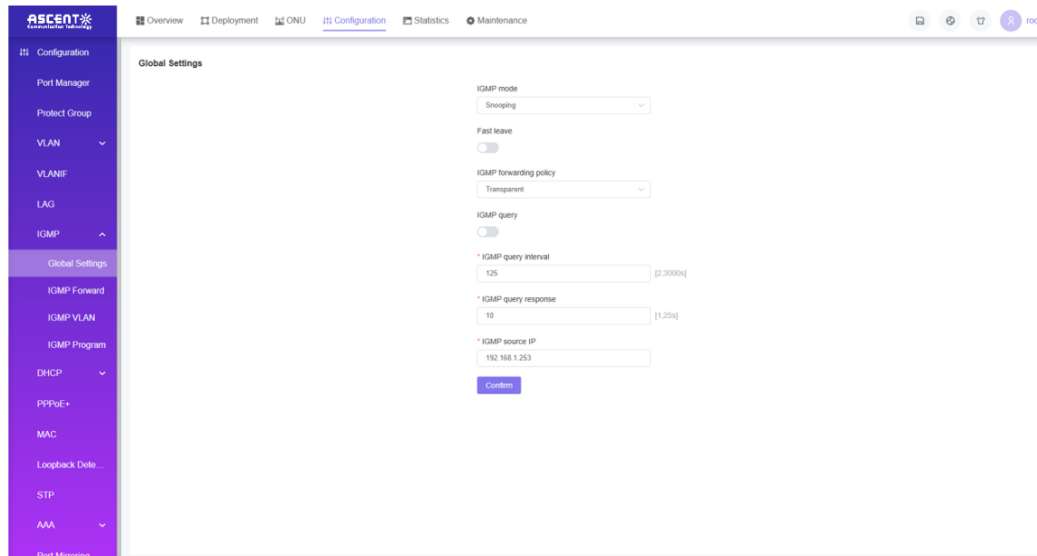 ASCENT
Communication Technology
Overview Deployment ONU Configuration Statistics Maintenance
Configuration
Port Manager
Protect Group
VLAN
VLANIF
LAG
IGMP
Global Settings
IGMP Forward
IGMP VLAN
IGMP Program
DHCP
PPPoE+
MAC
Loopback Dete...
STP
AAA
Port Mirroring
Global Settings
IGMP mode
Snooping
Fast leave
IGMP forwarding policy
Transparent
IGMP query
* IGMP query interval
125 [2,3000s]
* IGMP query response
10 [1,25s]
* IGMP source IP
192.168.1.253
Confirm